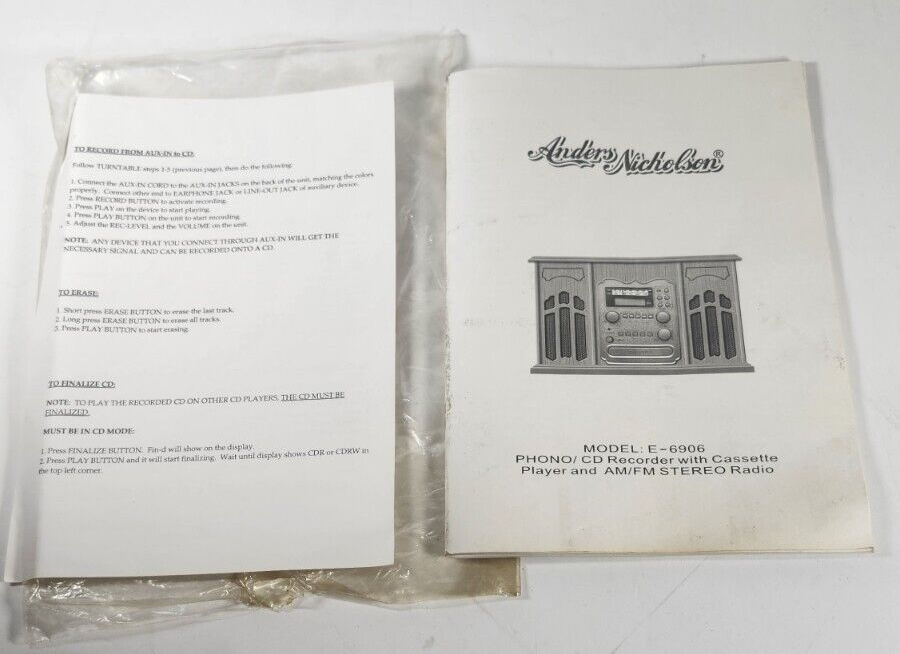 TO RECORD FROM AUX-IN to CD:
Follow TURNTABLE steps 1-5 (previous page), then do the following:
1. Connect the AUX-IN CORD to the AUX-IN JACKS on the back of the unit, matching the colors
properly. Connect other end to EARPHONE JACK or LINE-OUT JACK of auxiliary device.
2. Press RECORD BUTTON to activate recording.
3. Press PLAY on the device to start playing.
4. Press PLAY BUTTON on the unit to start recording.
5. Adjust the REC-LEVEL and the VOLUME on the unit.
NOTE: ANY DEVICE THAT YOU CONNECT THROUGH AUX-IN WILL GET THE
NECESSARY SIGNAL AND CAN BE RECORDED ONTO A CD.
TO ERASE:
1. Short press ERASE BUTTON to erase the last track.
2. Long press ERASE BUTTON to erase all tracks.
3. Press PLAY BUTTON to start erasing.
TO FINALIZE CD:
NOTE: TO PLAY THE RECORDED CD ON OTHER CD PLAYERS, THE CD MUST BE
FINALIZED.
MUST BE IN CD MODE:
1. Press FINALIZE BUTTON. Fin-d will show on the display.
2. Press PLAY BUTTON and it will start finalizing. Wait until display shows CDR or CDRW in
the top left corner.
Anders Nicholson®
MODEL: E-6906
PHONO/ CD Recorder with Cassette
Player and AM/FM STEREO Radio